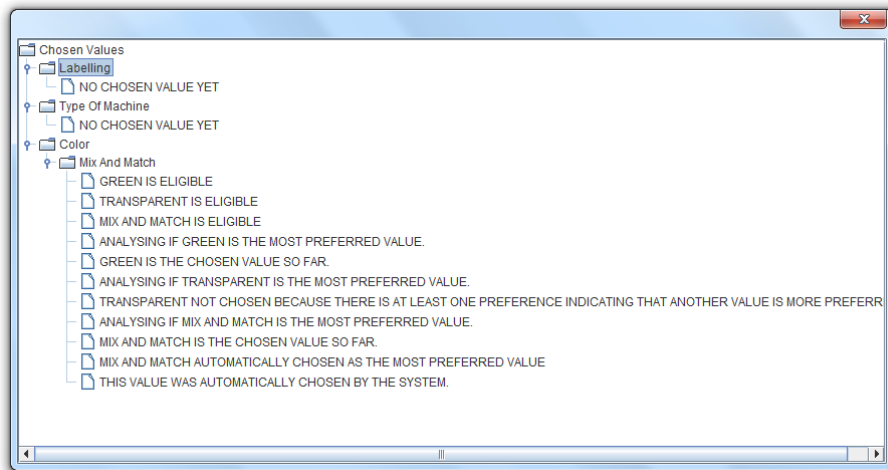 Chosen Values
Labelling
NO CHOSEN VALUE YET
Type Of Machine
NO CHOSEN VALUE YET
Color
Mix And Match
GREEN IS ELIGIBLE
TRANSPARENT IS ELIGIBLE
MIX AND MATCH IS ELIGIBLE
ANALYSING IF GREEN IS THE MOST PREFERRED VALUE.
GREEN IS THE CHOSEN VALUE SO FAR.
ANALYSING IF TRANSPARENT IS THE MOST PREFERRED VALUE.
TRANSPARENT NOT CHOSEN BECAUSE THERE IS AT LEAST ONE PREFERENCE INDICATING THAT ANOTHER VALUE IS MORE PREFERR
ANALYSING IF MIX AND MATCH IS THE MOST PREFERRED VALUE.
MIX AND MATCH IS THE CHOSEN VALUE SO FAR.
MIX AND MATCH AUTOMATICALLY CHOSEN AS THE MOST PREFERRED VALUE
THIS VALUE WAS AUTOMATICALLY CHOSEN BY THE SYSTEM.